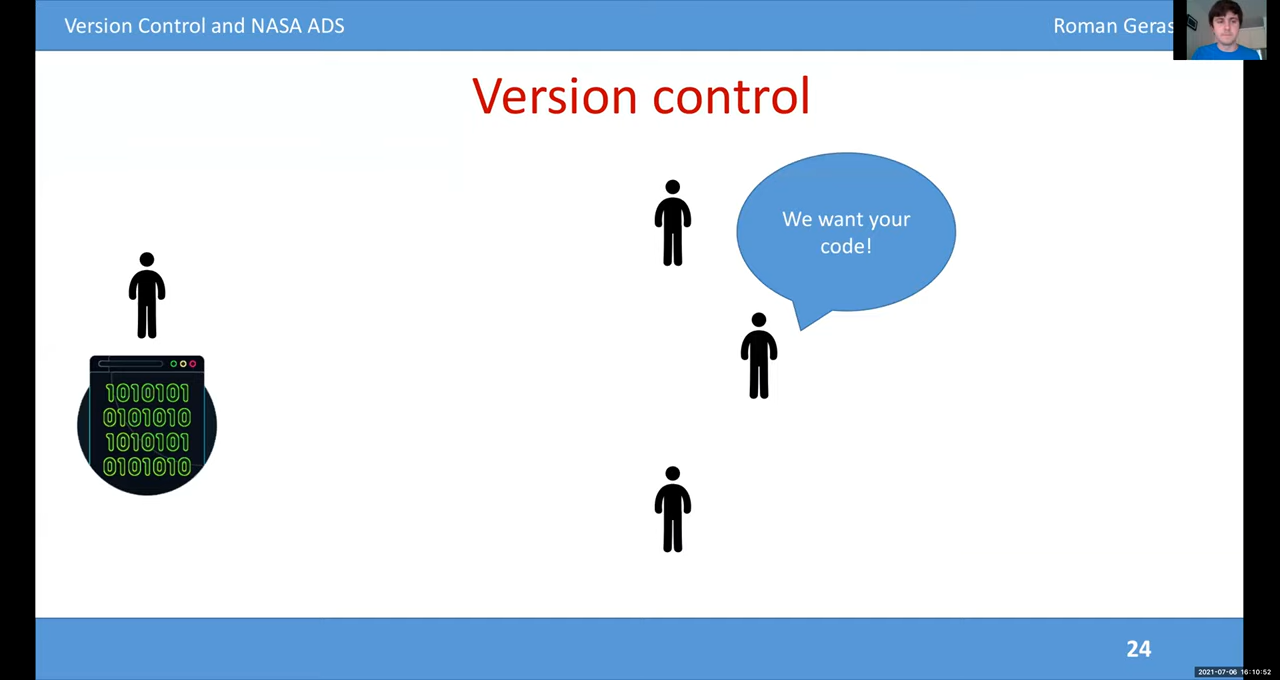 Version Control and NASA ADS
Roman Geras
Version control
We want your
code!
1010101
0101010
1010101
0101010
24
2021-07-06 16:10:52